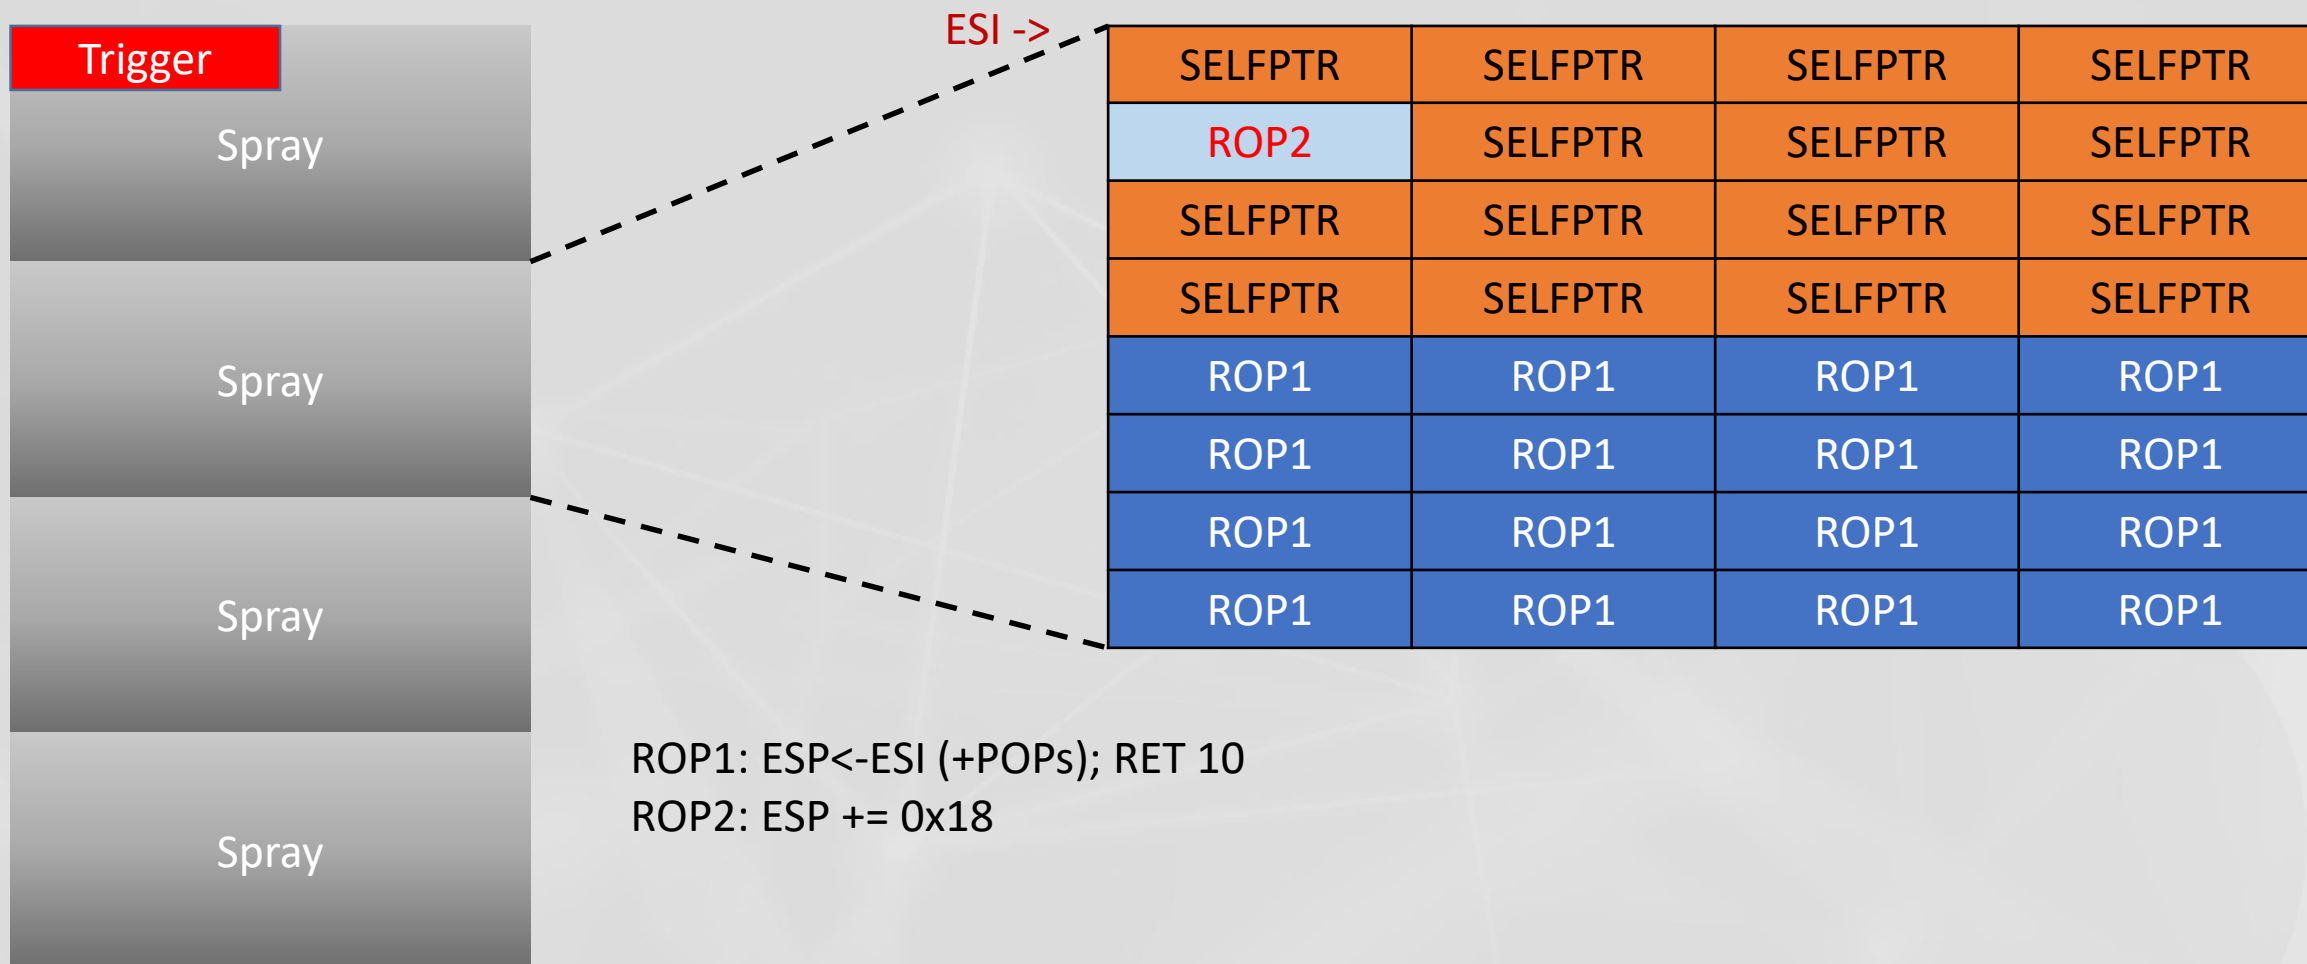 ESI ->
Trigger
Spray
Spray
Spray
Spray
SELFPTR SELFPTR SELFPTR SELFPTR
ROP2 SELFPTR SELFPTR SELFPTR
SELFPTR SELFPTR SELFPTR SELFPTR
SELFPTR SELFPTR SELFPTR SELFPTR
ROP1 ROP1 ROP1 ROP1
ROP1 ROP1 ROP1 ROP1
ROP1 ROP1 ROP1 ROP1
ROP1 ROP1 ROP1 ROP1
ROP1: ESP<-ESI (+POPs); RET 10
ROP2: ESP += 0x18